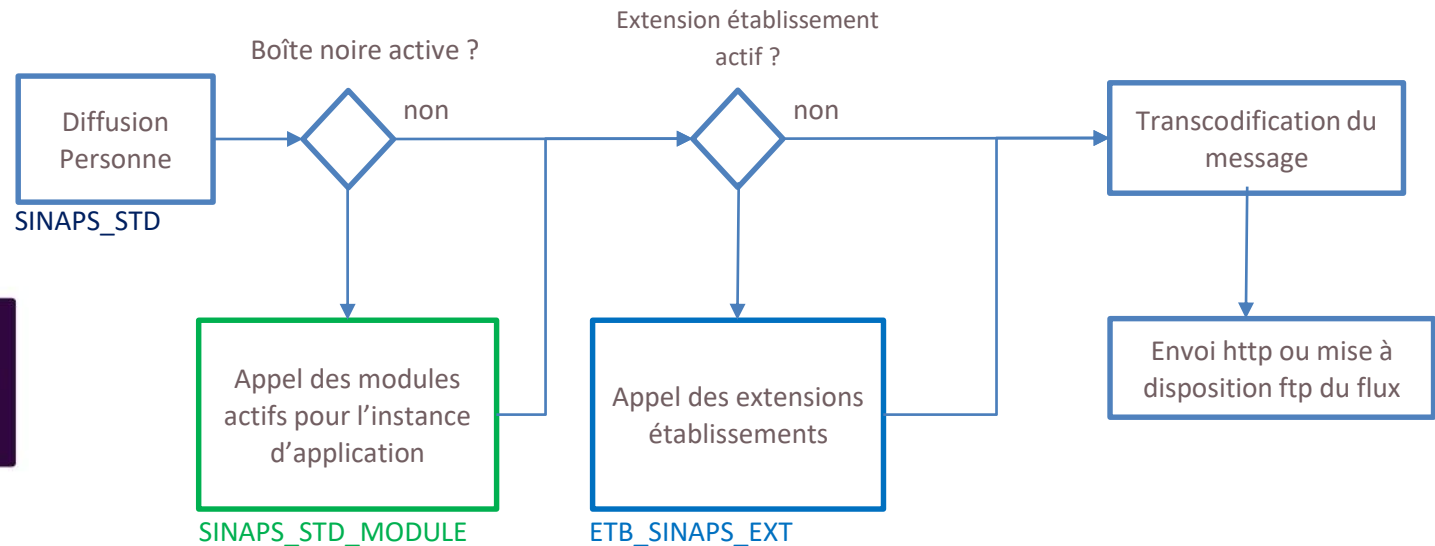 Extension établissement
actif ?
Boîte noire active ?
non
non
Diffusion
Personne
Transcodification du
message
SINAPS_STD
Appel des modules
actifs pour l’instance
d’application
Appel des extensions
établissements
Envoi http ou mise à
disposition ftp du flux
SINAPS_STD_MODULE
ETB_SINAPS_EXT